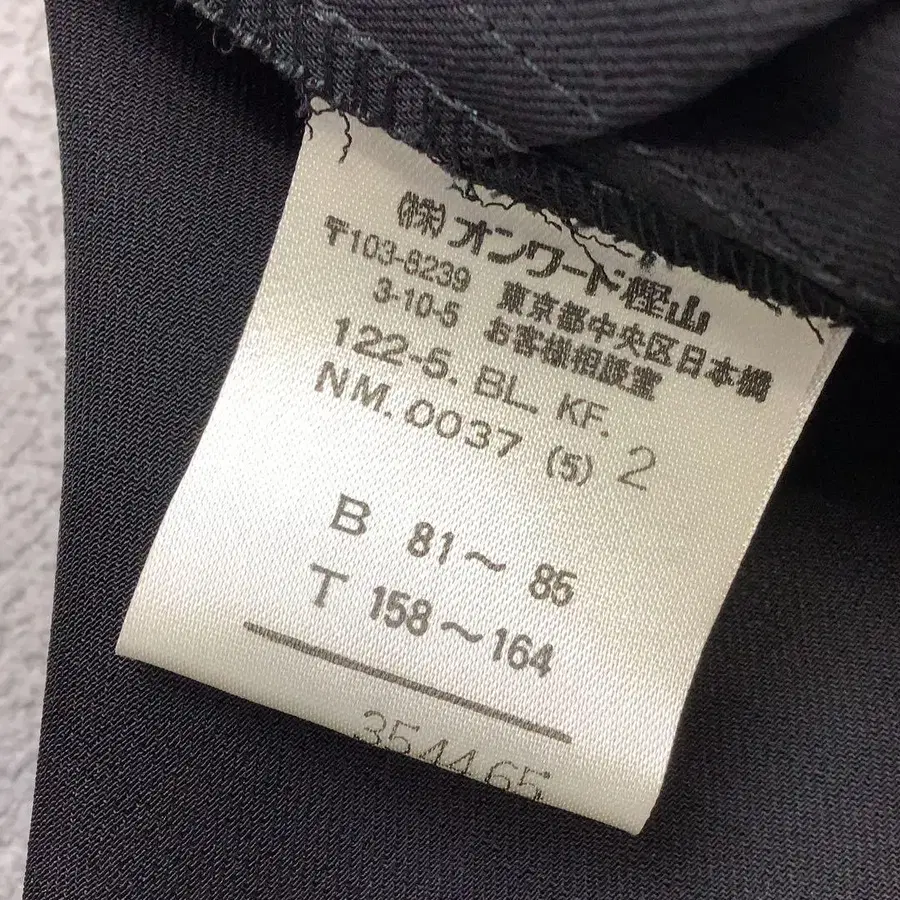 ㈱オンワード樫山
〒103-8239 東京都中央区日本橋
3-10-5 お客様相談室
122-5. BL. KF. 2
NM. 0037 (5)
B 81～85
T 158～164
354465